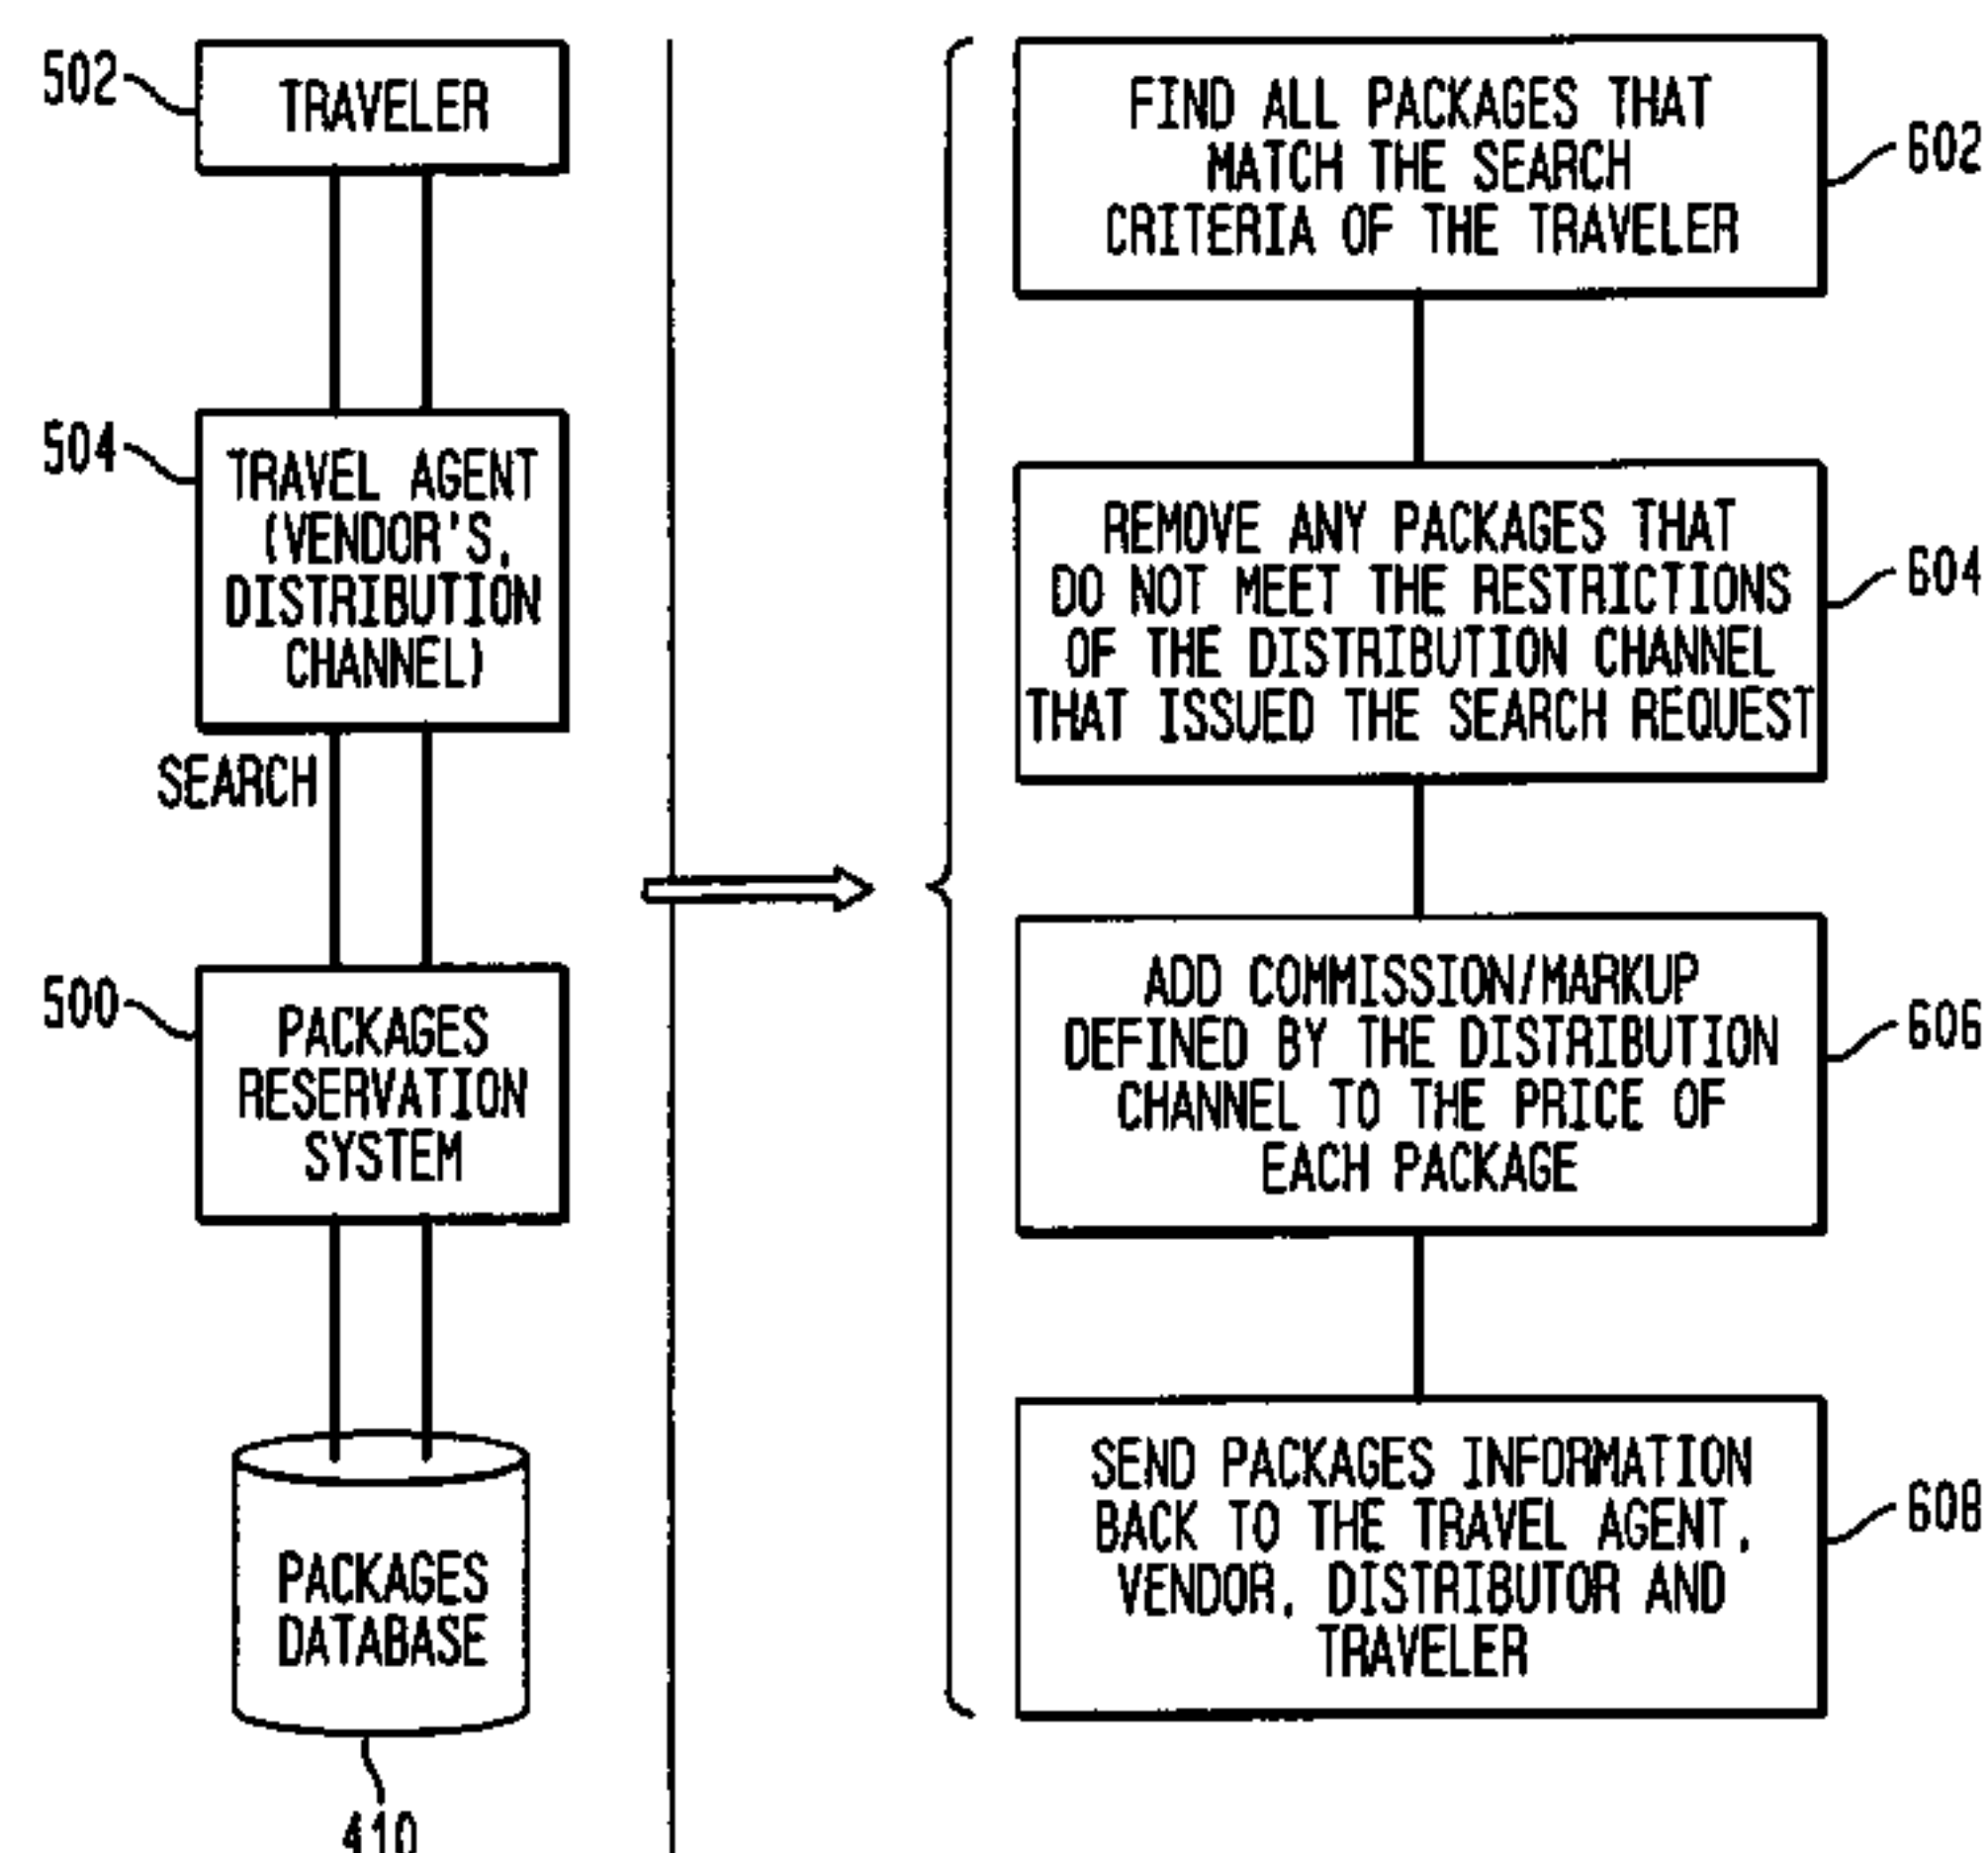 502
TRAVELER
504
TRAVEL AGENT
(VENDOR'S,
DISTRIBUTION
CHANNEL)
SEARCH
500
PACKAGES
RESERVATION
SYSTEM
PACKAGES
DATABASE
410
FIND ALL PACKAGES THAT
MATCH THE SEARCH
CRITERIA OF THE TRAVELER
602
REMOVE ANY PACKAGES THAT
DO NOT MEET THE RESTRICTIONS
OF THE DISTRIBUTION CHANNEL
THAT ISSUED THE SEARCH REQUEST
604
ADD COMMISSION/MARKUP
DEFINED BY THE DISTRIBUTION
CHANNEL TO THE PRICE OF
EACH PACKAGE
606
SEND PACKAGES INFORMATION
BACK TO THE TRAVEL AGENT,
VENDOR, DISTRIBUTOR AND
TRAVELER
608